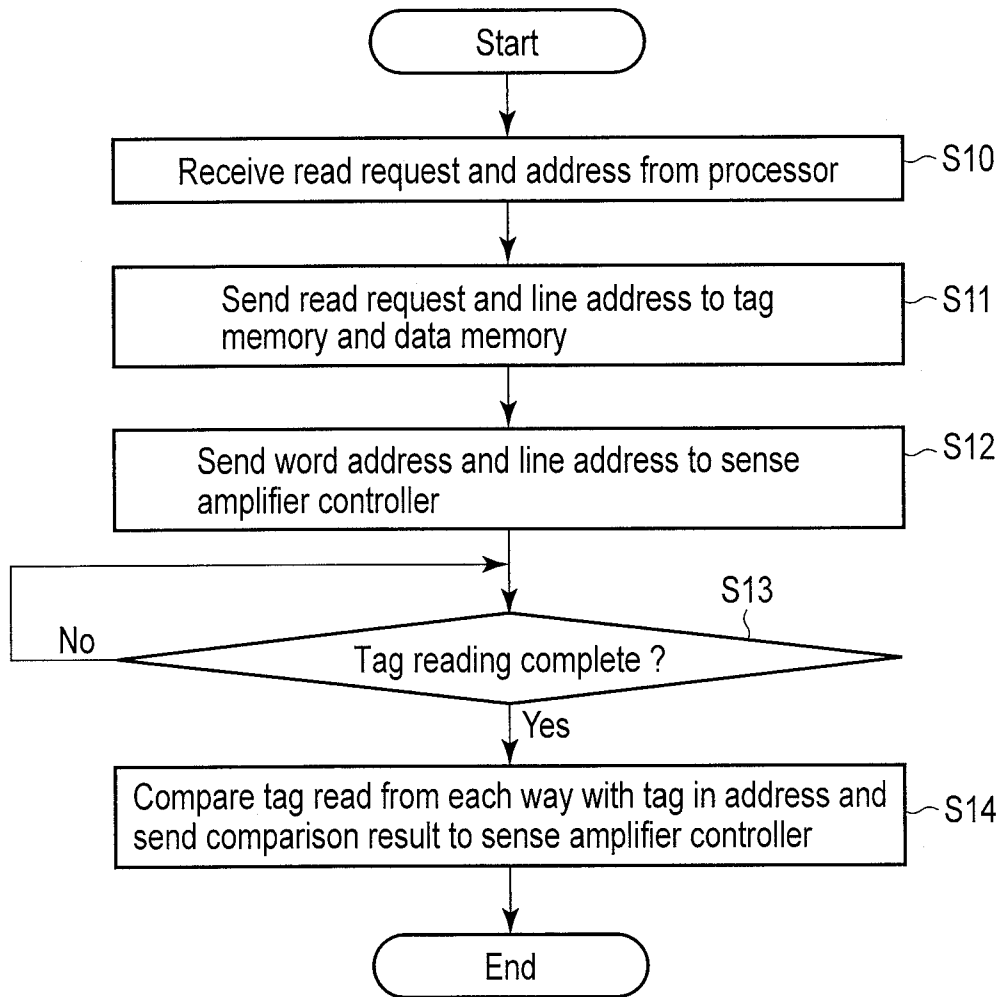 Start
Receive read request and address from processor
S10
Send read request and line address to tag
memory and data memory
S11
Send word address and line address to sense
amplifier controller
S12
S13
No
Tag reading complete ?
Yes
Compare tag read from each way with tag in address and
send comparison result to sense amplifier controller
S14
End